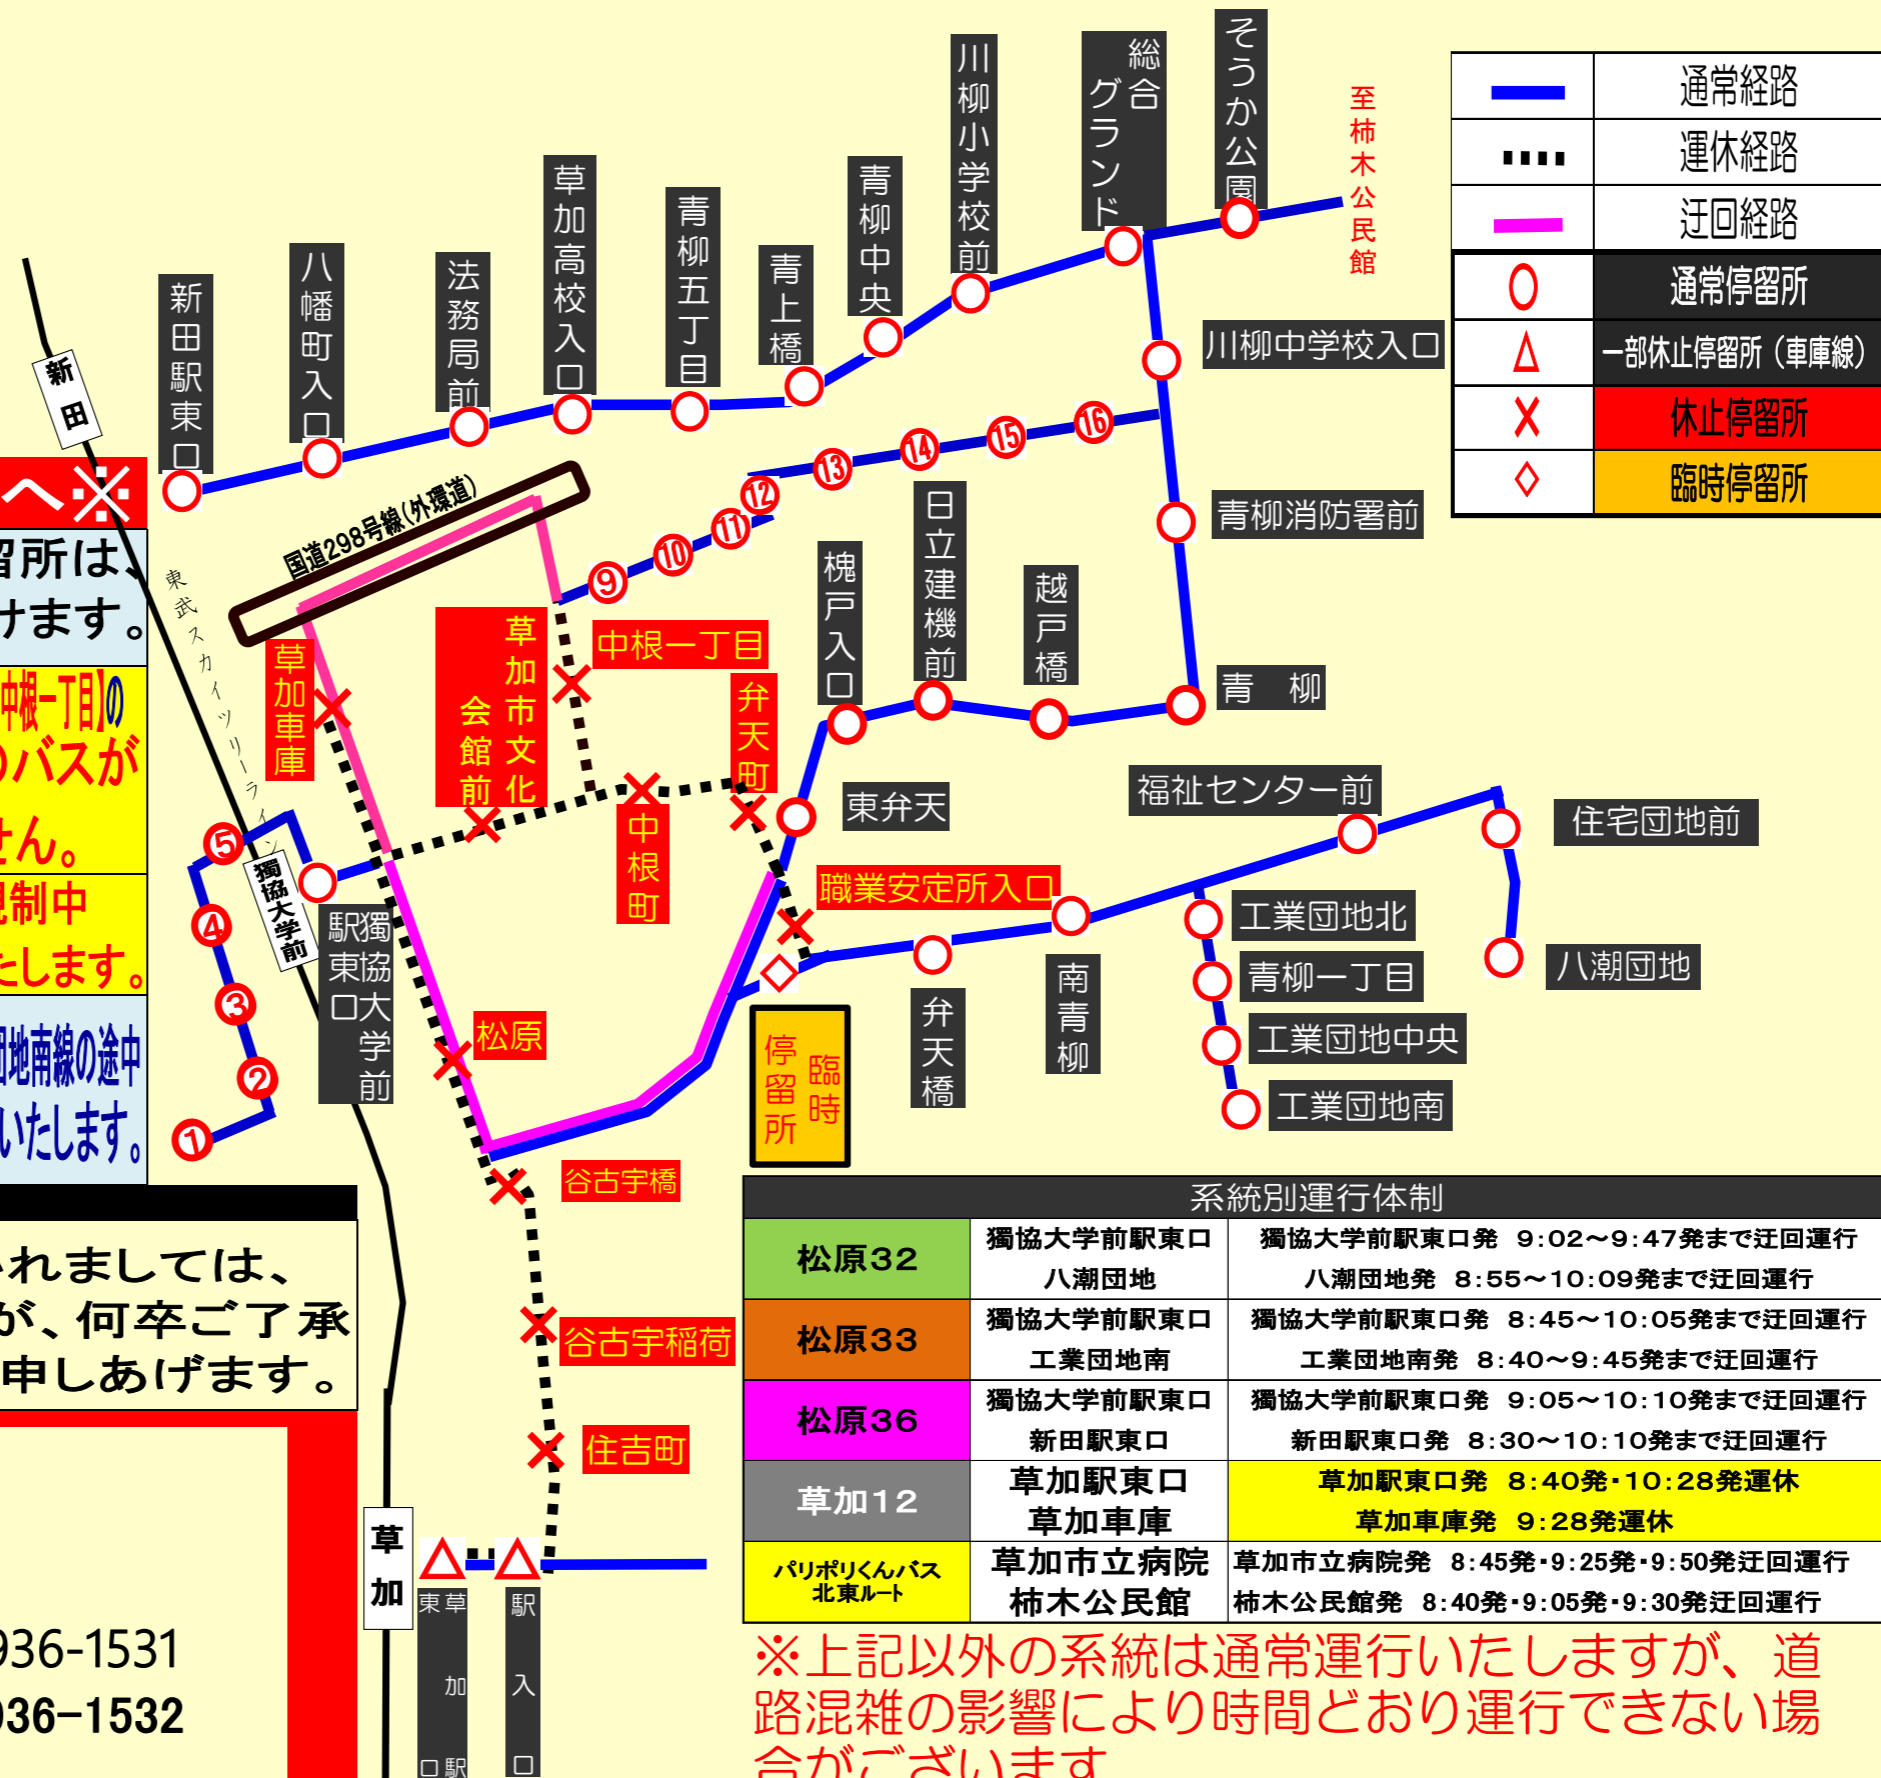 新田駅東口
八幡町入口
法務局前
草加高校入口
青柳五丁目
青上橋
青柳中央
川柳小学校前
総合
グランド
そうか公園
至柿木公民館
通常経路
運休経路
迂回経路
通常停留所
一部休止停留所（車庫線）
休止停留所
臨時停留所
新田
へ※
留所は、
けます。
中根一丁目】の
のバスが
せん。
規制中
たします。
団地南線の途中
いたします。
東武スカイツリーライン
国道298号線(外環道)
川柳中学校入口
青柳消防署前
青　柳
⑨
⑩
⑪
⑫
⑬
⑭
⑮
⑯
草加車庫
草加市文化
会館前
中根一丁目
中根町
弁天町
槐戸入口
日立建機前
越戸橋
東弁天
職業安定所入口
福祉センター前
住宅団地前
八潮団地
工業団地北
青柳一丁目
工業団地中央
工業団地南
弁天橋
南青柳
臨時
停留所
⑤
④
③
②
①
獨協大学前
獨協大学前
駅東口
松原
谷古宇橋
谷古宇稲荷
住吉町
草加
草加駅
東口
駅入口
系統別運行体制
松原32
獨協大学前駅東口
八潮団地
獨協大学前駅東口発 9:02～9:47発まで迂回運行
八潮団地発 8:55～10:09発まで迂回運行
松原33
獨協大学前駅東口
工業団地南
獨協大学前駅東口発 8:45～10:05発まで迂回運行
工業団地南発 8:40～9:45発まで迂回運行
松原36
獨協大学前駅東口
新田駅東口
獨協大学前駅東口発 9:05～10:10発まで迂回運行
新田駅東口発 8:30～10:10発まで迂回運行
草加12
草加駅東口
草加車庫
草加駅東口発 8:40発・10:28発運休
草加車庫発 9:28発運休
パリポリくんバス
北東ルート
草加市立病院
柿木公民館
草加市立病院発 8:45発・9:25発・9:50発迂回運行
柿木公民館発 8:40発・9:05発・9:30発迂回運行
※上記以外の系統は通常運行いたしますが、道
路混雑の影響により時間どおり運行できない場
合がございます
れましては、
が、何卒ご了承
申しあげます。
936-1531
936-1532